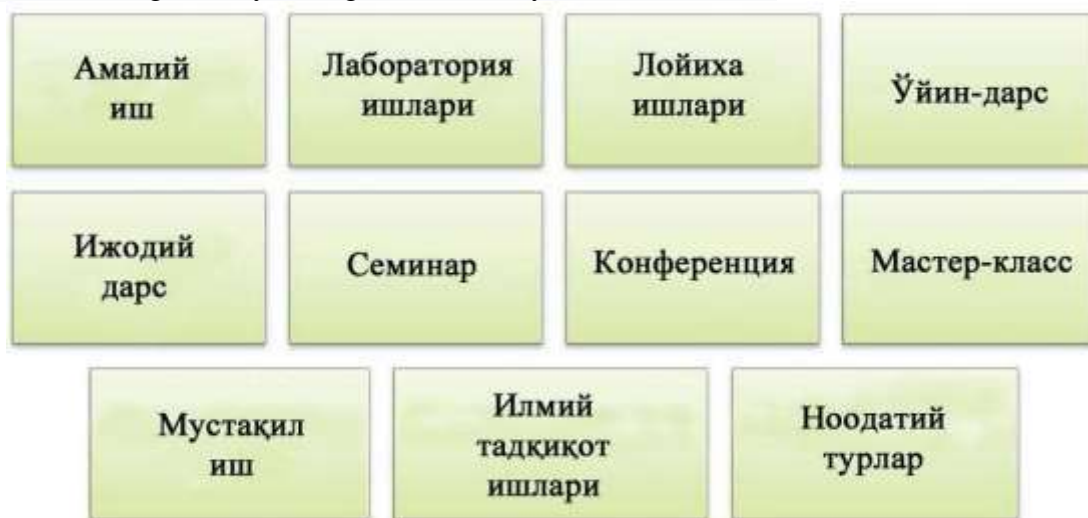 Амалий
иш
Лаборатория
ишлари
Лойиха
ишлари
Ўйин-дарс
Ижодий
дарс
Семинар
Конференция
Мастер-класс
Мустақил
иш
Илмий
тадқиқот
ишлари
Ноодатий
турлар